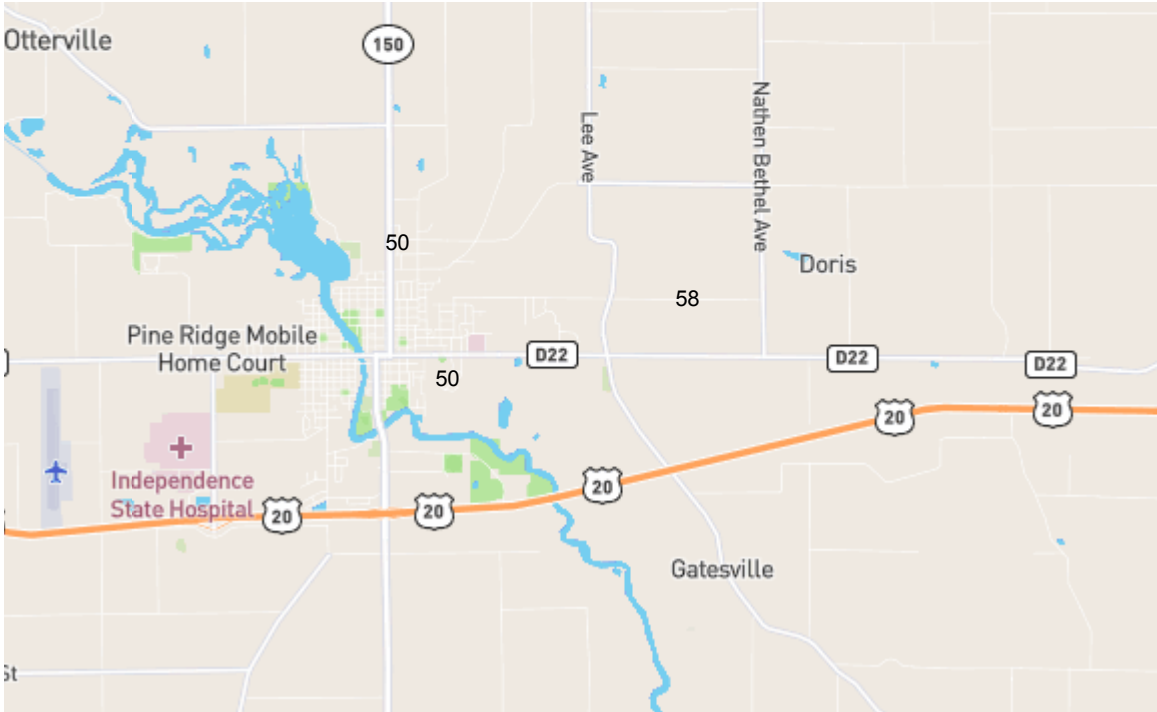 Otterville
150
Lee Ave
Nathen Bethel Ave
50
Doris
58
Pine Ridge Mobile
Home Court
D22
D22
D22
50
20
20
20
Independence
State Hospital
20
20
Gatesville
St